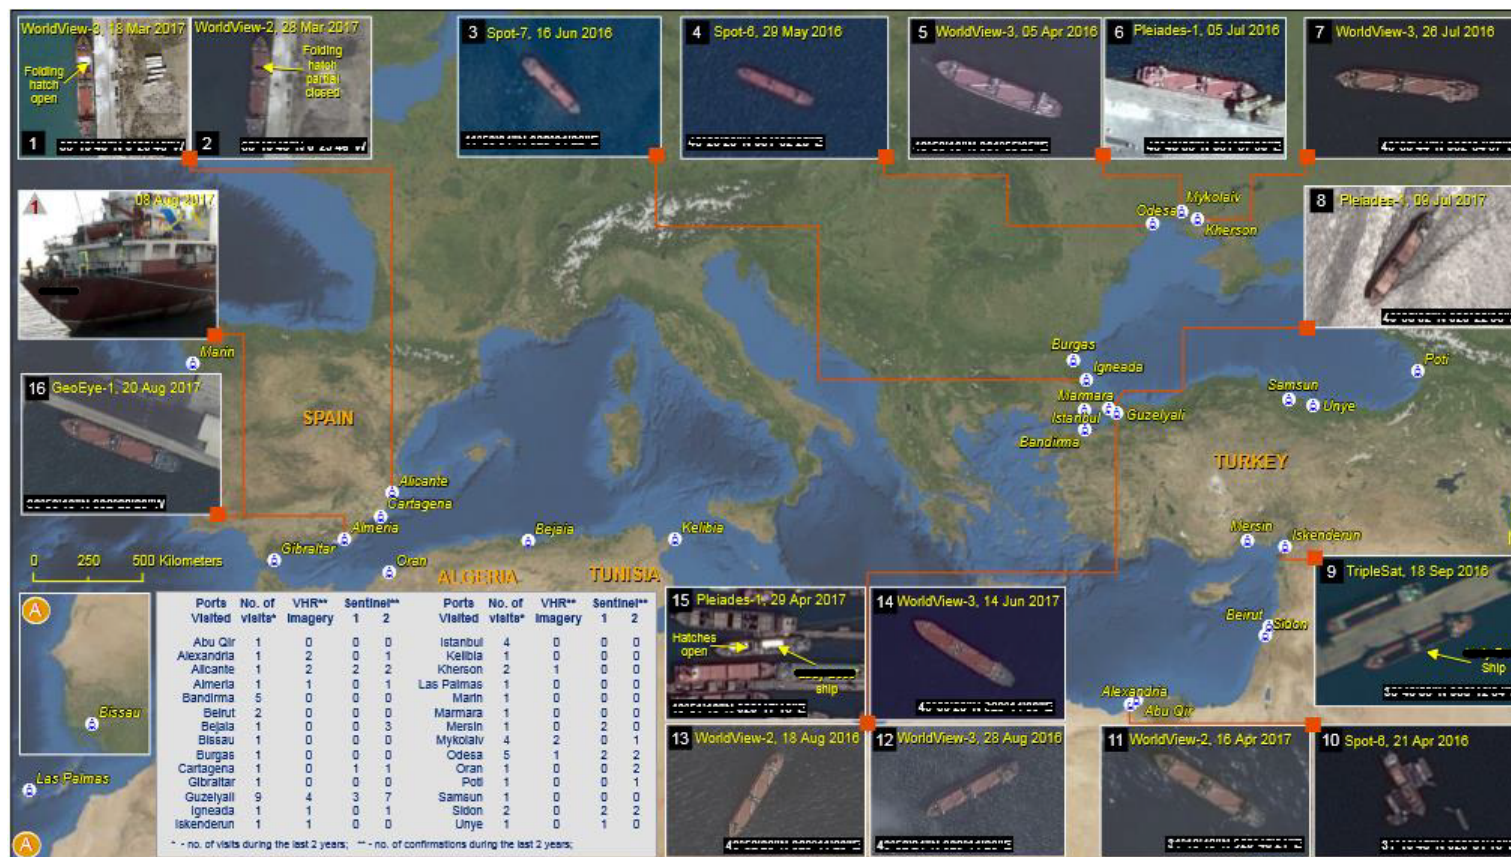 WorldView-3, 18 Mar 2017
Folding
hatch
open
1
WorldView-2, 28 Mar 2017
Folding
hatch
partial
closed
2
3 Spot-7, 16 Jun 2016
4 Spot-6, 29 May 2016
5 WorldView-3, 05 Apr 2016
6 Pleiades-1, 05 Jul 2016
7 WorldView-3, 26 Jul 2016
1
08 Aug 2017
8 Pleiades-1, 09 Jul 2017
Mykolaiv
Odesa
Kherson
Marin
Burgas
Igneada
Poti
Samsun
Unye
Marmara
Istanbul
Guzelyali
Bandirma
16 GeoEye-1, 20 Aug 2017
SPAIN
TURKEY
Alicante
Cartagena
Almeria
Gibraltar
Oran
Bejaia
Kelibia
ALGERIA
TUNISIA
Mersin
Iskenderun
Beirut
Sidon
Alexandria
Abu Qir
0 250 500 Kilometers
9 TripleSat, 18 Sep 2016
Ship
A
Bissau
Las Palmas
A
Ports No. of VHR** Sentinel** Ports No. of VHR** Sentinel**
Visited visits* Imagery 1 2 Visited visits* Imagery 1 2
Abu Qir 1 0 0 0 Istanbul 4 0 0 0
Alexandria 1 2 0 1 Kelibia 1 0 0 0
Alicante 1 2 2 2 Kherson 2 1 0 0
Almeria 1 1 0 1 Las Palmas 1 0 0 0
Bandirma 5 0 0 0 Marin 1 0 0 0
Beirut 2 0 0 0 Marmara 1 0 0 0
Bejaia 1 0 0 3 Mersin 1 0 2 0
Bissau 1 0 0 0 Mykolaiv 4 2 0 1
Burgas 1 0 0 0 Odesa 5 1 2 2
Cartagena 1 0 1 1 Oran 1 0 0 2
Gibraltar 1 0 0 0 Poti 1 0 0 1
Guzelyali 9 4 3 7 Samsun 1 0 0 0
Igneada 1 1 0 1 Sidon 2 0 2 2
Iskenderun 1 1 0 0 Unye 1 0 1 0
* - no. of visits during the last 2 years; ** - no. of confirmations during the last 2 years;
15 Pleiades-1, 29 Apr 2017
Hatches
open
ship
14 WorldView-3, 14 Jun 2017
13 WorldView-2, 18 Aug 2016
12 WorldView-3, 28 Aug 2016
11 WorldView-2, 16 Apr 2017
10 Spot-6, 21 Apr 2016